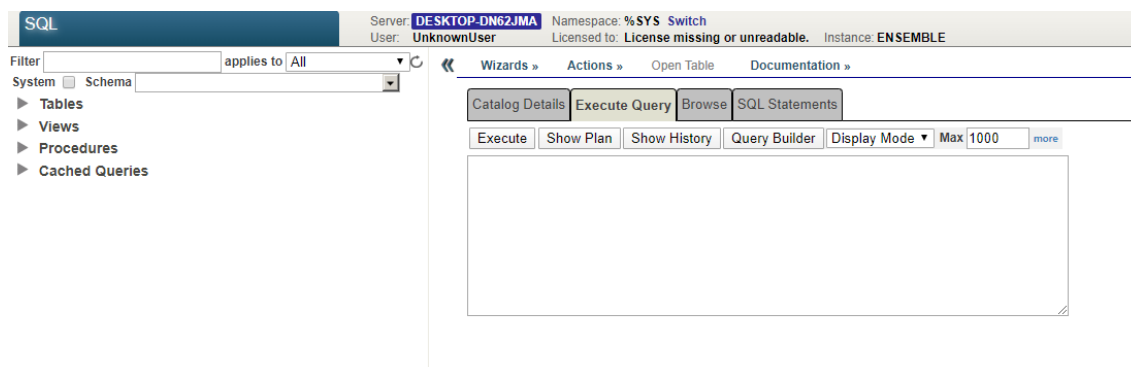 SQL
Server: DESKTOP-DN62JMA Namespace: %SYS Switch
User: UnknownUser Licensed to: License missing or unreadable. Instance: ENSEMBLE
Filter applies to All
System Schema
Tables
Views
Procedures
Cached Queries
« Wizards » Actions » Open Table Documentation »
Catalog Details Execute Query Browse SQL Statements
Execute Show Plan Show History Query Builder Display Mode Max 1000 more